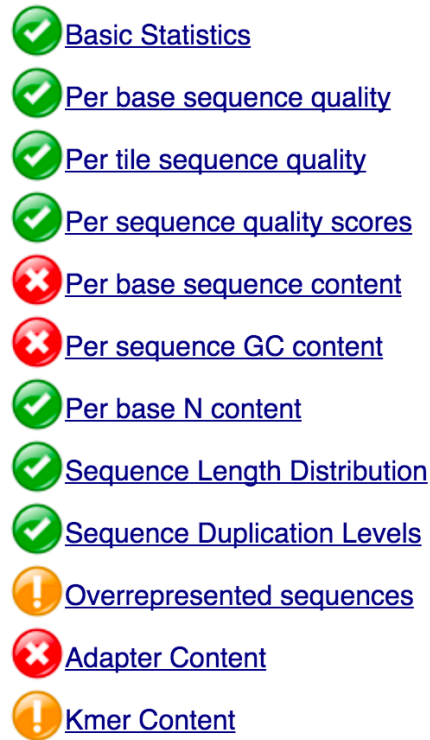 Basic Statistics
Per base sequence quality
Per tile sequence quality
Per sequence quality scores
Per base sequence content
Per sequence GC content
Per base N content
Sequence Length Distribution
Sequence Duplication Levels
Overrepresented sequences
Adapter Content
Kmer Content